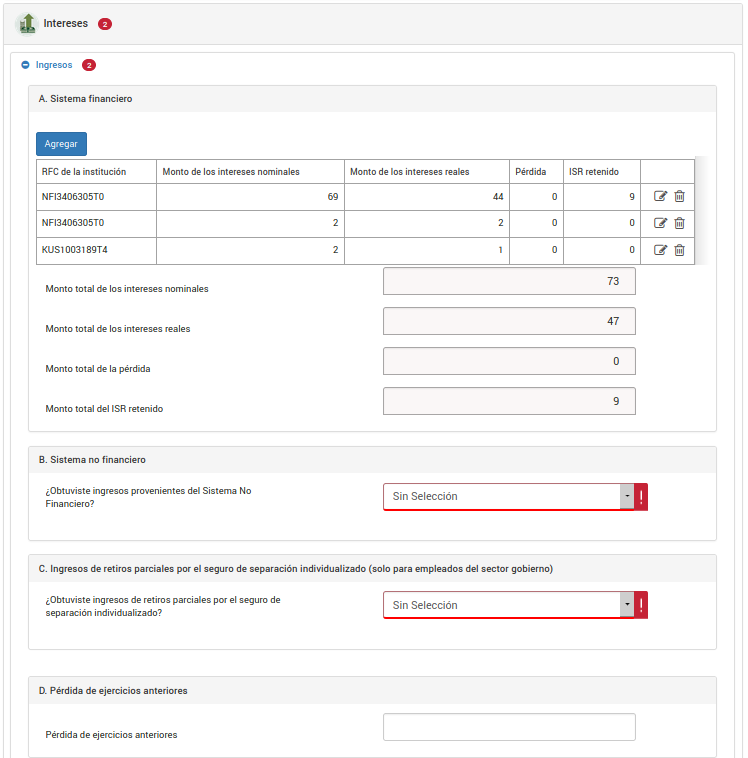 Intereses 2
Ingresos 2
A. Sistema financiero
Agregar
RFC de la institución Monto de los intereses nominales Monto de los intereses reales Pérdida ISR retenido
NFI3406305T0 69 44 0 9
NFI3406305T0 2 2 0 0
KUS1003189T4 2 1 0 0
Monto total de los intereses nominales 73
Monto total de los intereses reales 47
Monto total de la pérdida 0
Monto total del ISR retenido 9
B. Sistema no financiero
¿Obtuviste ingresos provenientes del Sistema No
Financiero?
Sin Selección !
C. Ingresos de retiros parciales por el seguro de separación individualizado (solo para empleados del sector gobierno)
¿Obtuviste ingresos de retiros parciales por el seguro de
separación individualizado?
Sin Selección !
D. Pérdida de ejercicios anteriores
Pérdida de ejercicios anteriores